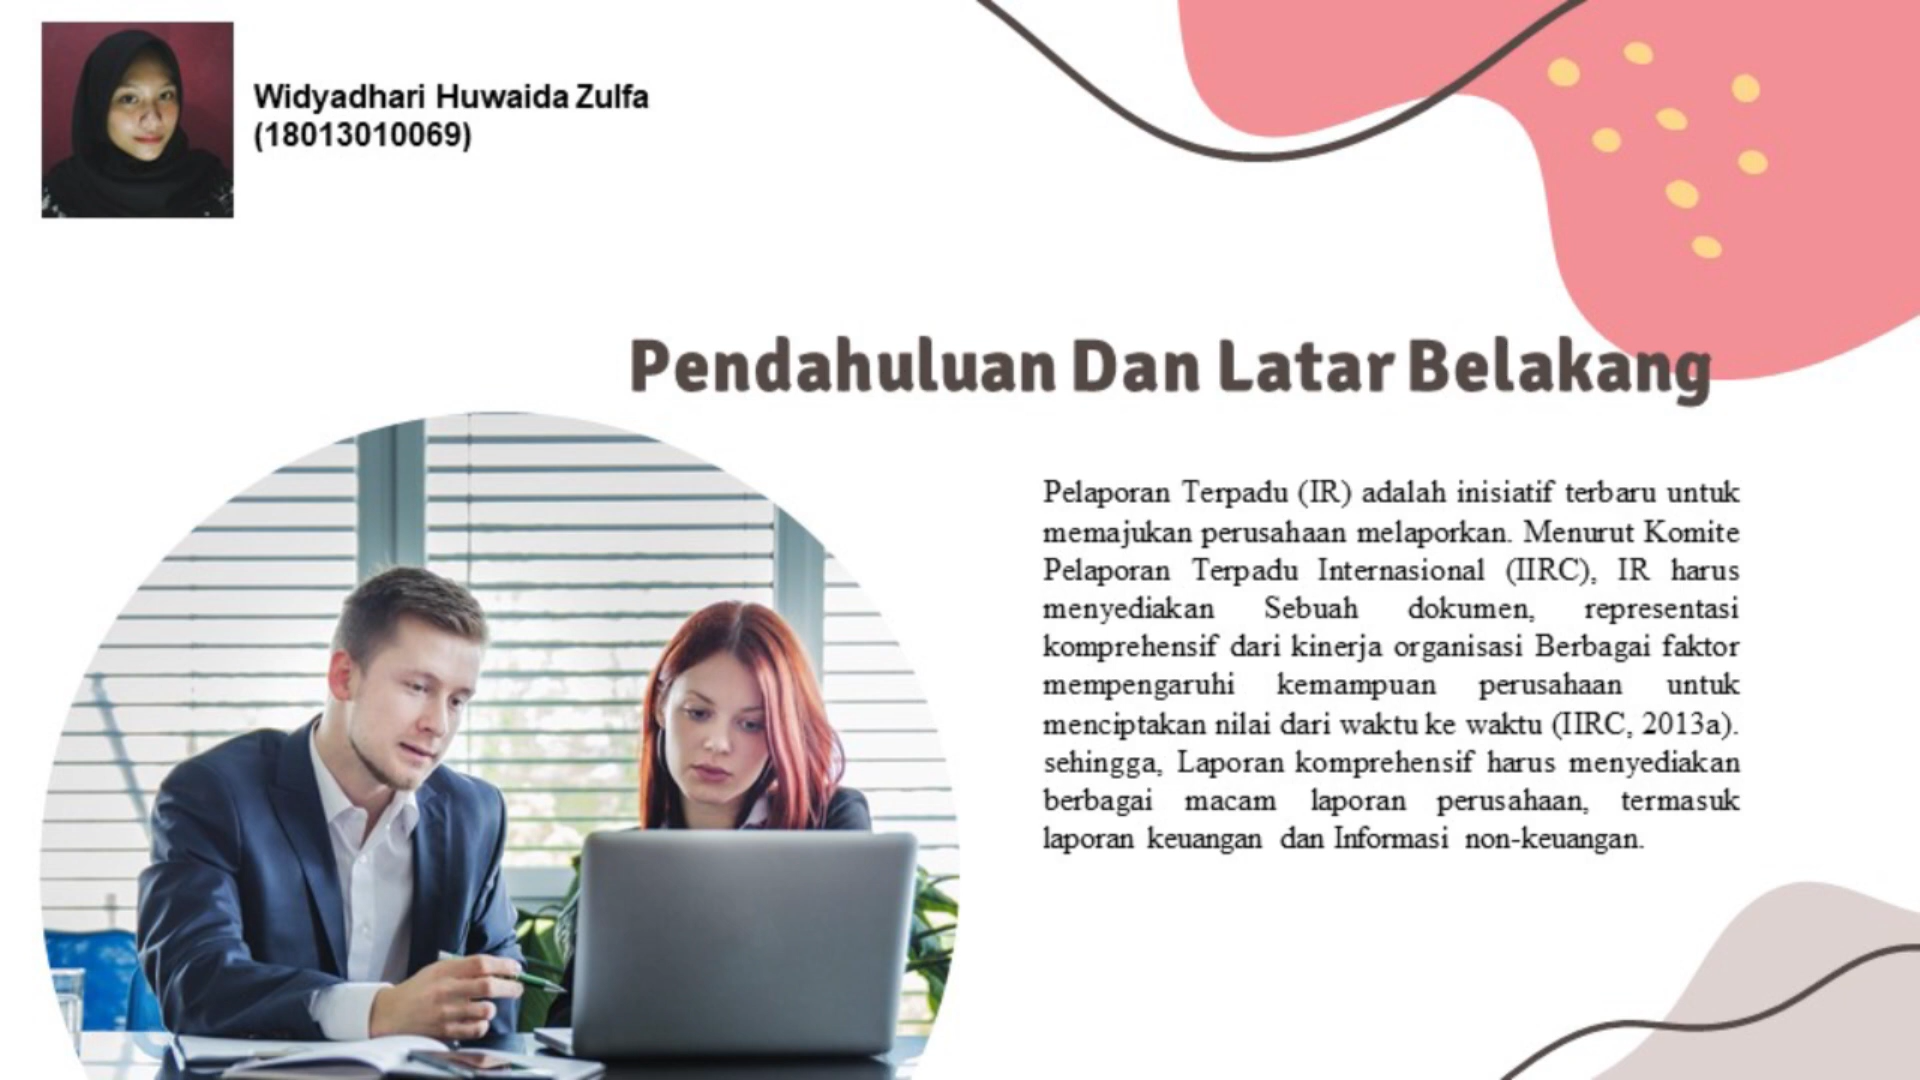 Widyadhari Huwaida Zulfa
(18013010069)
Pendahuluan Dan Latar Belakang
Pelaporan Terpadu (IR) adalah inisiatif terbaru untuk
memajukan perusahaan melaporkan. Menurut Komite
Pelaporan Terpadu Internasional (IIRC), IR harus
menyediakan Sebuah dokumen, representasi
komprehensif dari kinerja organisasi Berbagai faktor
mempengaruhi kemampuan perusahaan untuk
menciptakan nilai dari waktu ke waktu (IIRC, 2013a).
sehingga, Laporan komprehensif harus menyediakan
berbagai macam laporan perusahaan, termasuk
laporan keuangan dan Informasi non-keuangan.